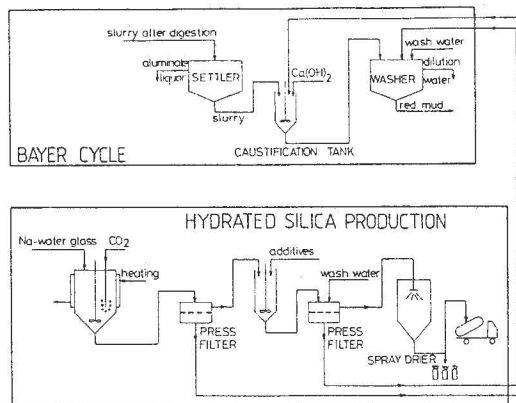 slurry after digestion
aluminate
liquor
SETTLER
slurry
Ca(OH)2
CAUSTIFICATION TANK
wash water
WASHER
dilution
water
red mud
BAYER CYCLE
HYDRATED SILICA PRODUCTION
Na-water glass
CO2
heating
additives
wash water
PRESS
FILTER
PRESS
FILTER
SPRAY DRIER